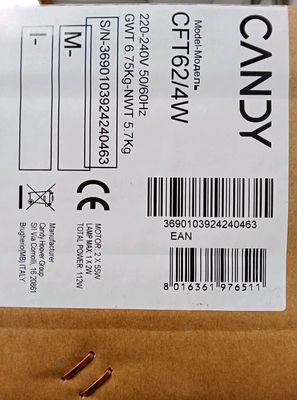 CANDY
Model-Модель
CFT62/4W
220-240V 50/60Hz
GWT 6.75Kg-NWT 5.7Kg
S/N-3690103924240463
M-
I-
3690103924240463
EAN
8 016361 976511
CE
MOTOR: 2 X 55W
LAMP MAX: 1 X 2W
TOTAL POWER: 112W
Manufacturer
Candy Hoover Group
Srl Via Comolli, 16 20861
Brugherio(MB) ITALY